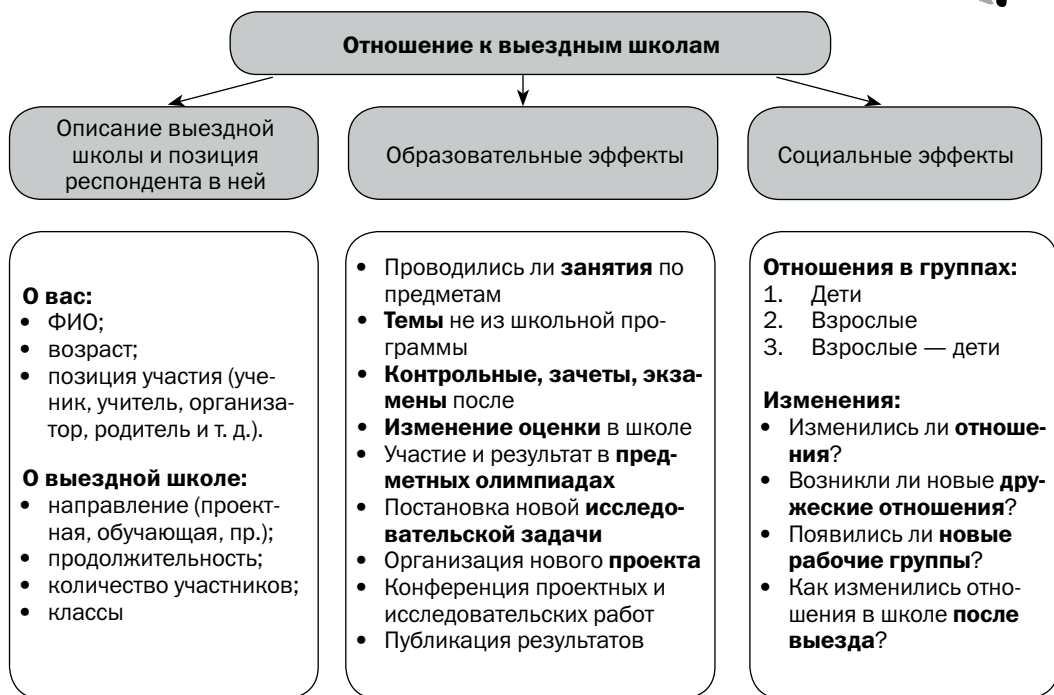 Отношение к выездным школам
Описание выездной
школы и позиция
респондента в ней
Образовательные эффекты
Социальные эффекты
О вас:
• ФИО;
• возраст;
• позиция участия (уче-
ник, учитель, организа-
тор, родитель и т. д.).
О выездной школе:
• направление (проект-
ная, обучающая, пр.);
• продолжительность;
• количество участников;
• классы
• Проводились ли занятия по
предметам
• Темы не из школьной про-
граммы
• Контрольные, зачеты, экза-
мены после
• Изменение оценки в школе
• Участие и результат в пред-
метных олимпиадах
• Постановка новой исследо-
вательской задачи
• Организация нового проекта
• Конференция проектных и
исследовательских работ
• Публикация результатов
Отношения в группах:
1. Дети
2. Взрослые
3. Взрослые — дети
Изменения:
• Изменились ли отноше-
ния?
• Возникли ли новые дру-
жеские отношения?
• Появились ли новые
рабочие группы?
• Как изменились отно-
шения в школе после
выезда?